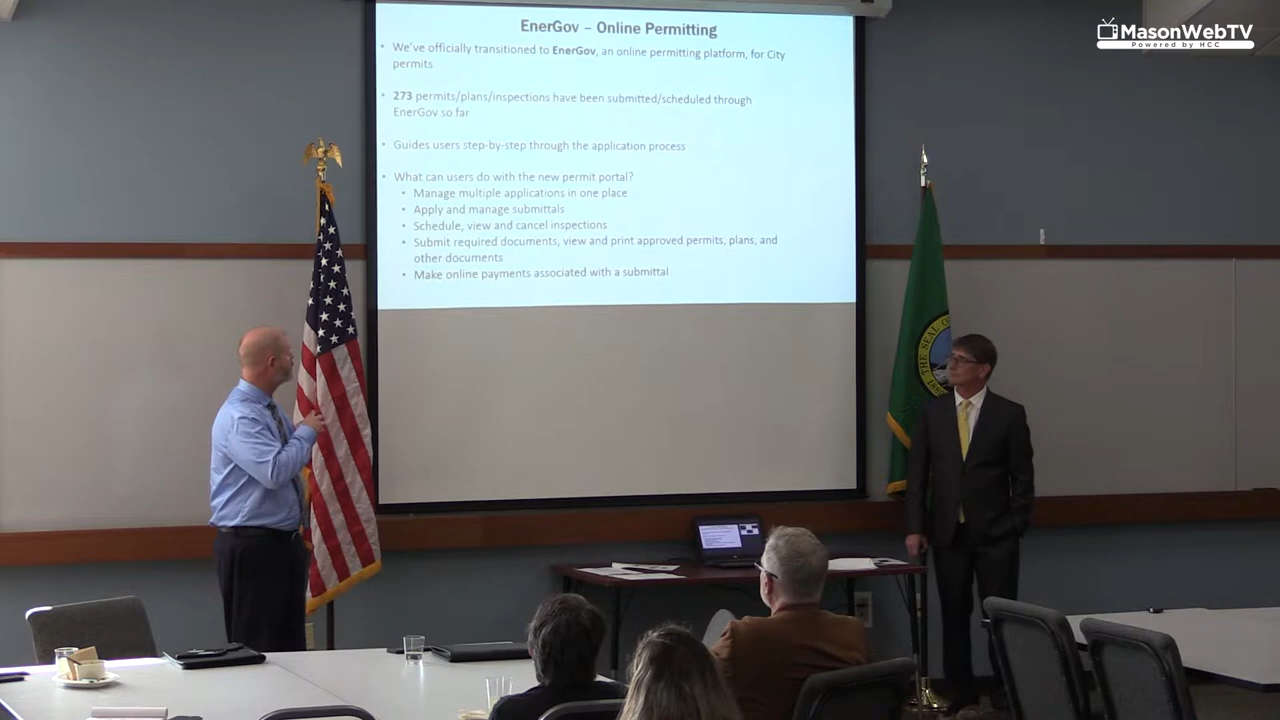 MasonWebTV
Powered by HCC
EnerGov – Online Permitting
• We've officially transitioned to EnerGov, an online permitting platform, for City
permits
• 273 permits/plans/inspections have been submitted/scheduled through
EnerGov so far
• Guides users step-by-step through the application process
• What can users do with the new permit portal?
• Manage multiple applications in one place
• Apply and manage submittals
• Schedule, view and cancel inspections
• Submit required documents, view and print approved permits, plans, and
other documents
• Make online payments associated with a submittal
THE SEAL O